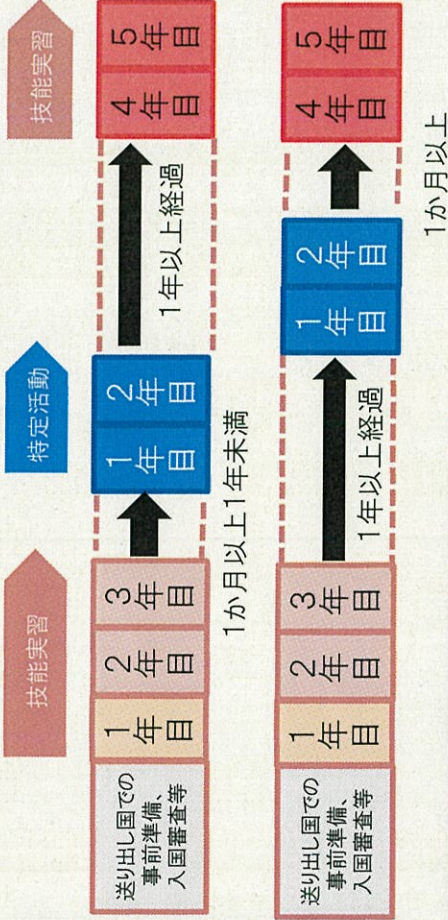 技能実習
特定活動
技能実習
送り出し国での
事前準備、
入国審査等
1年目
2年目
3年目
1か月以上1年未満
1年目
2年目
1年以上経過
4年目
5年目
送り出し国での
事前準備、
入国審査等
1年目
2年目
3年目
1年以上経過
1年目
2年目
1か月以上
4年目
5年目